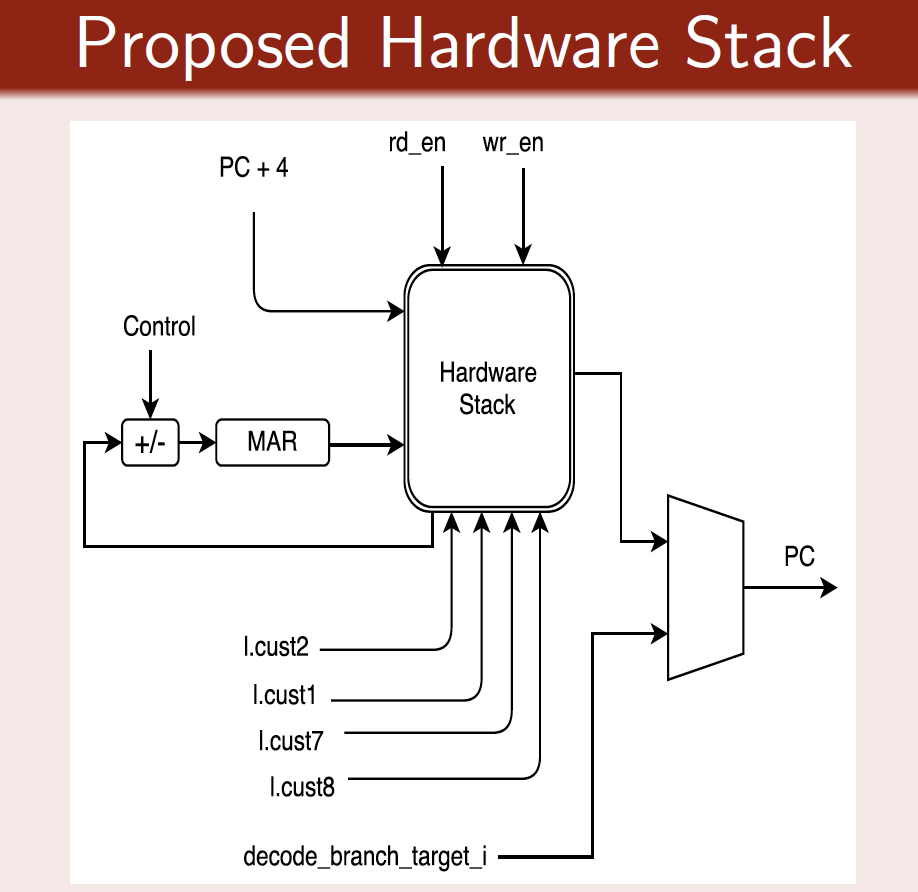 Proposed Hardware Stack
rd_en
wr_en
PC + 4
Control
Hardware
Stack
+/-
MAR
PC
l.cust2
l.cust1
l.cust7
l.cust8
decode_branch_target_i